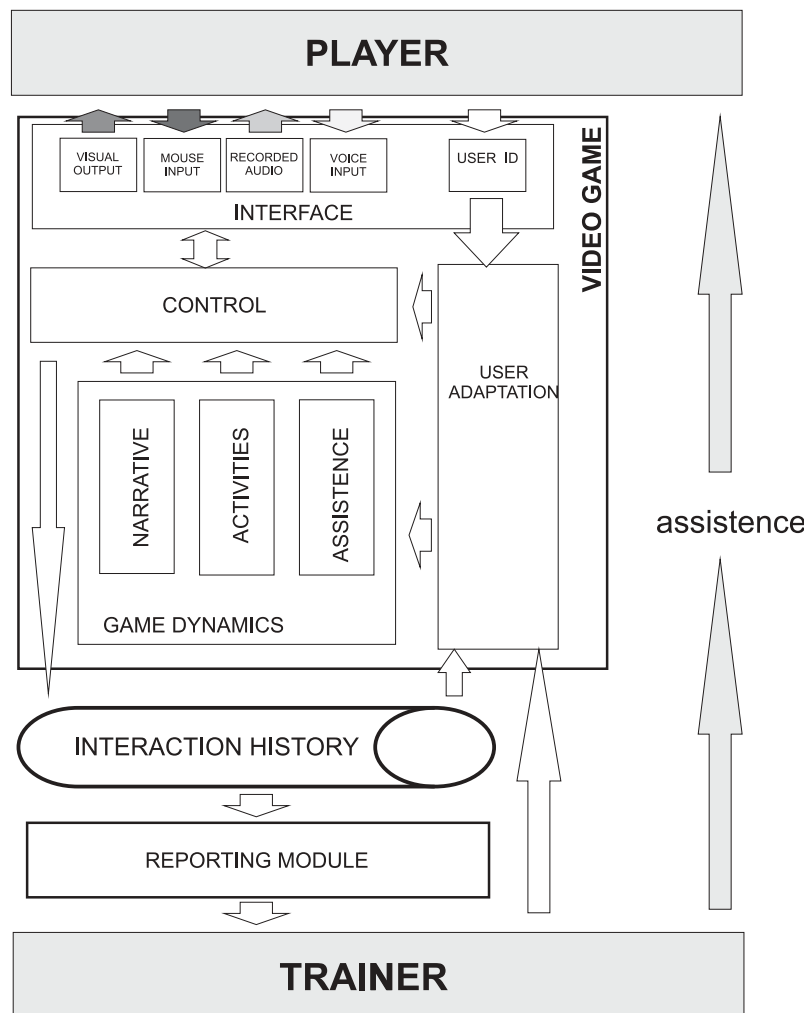 PLAYER
VISUAL
OUTPUT
MOUSE
INPUT
RECORDED
AUDIO
VOICE
INPUT
USER ID
INTERFACE
VIDEO GAME
CONTROL
USER
ADAPTATION
NARRATIVE
ACTIVITIES
ASSISTENCE
GAME DYNAMICS
assistence
INTERACTION HISTORY
REPORTING MODULE
TRAINER